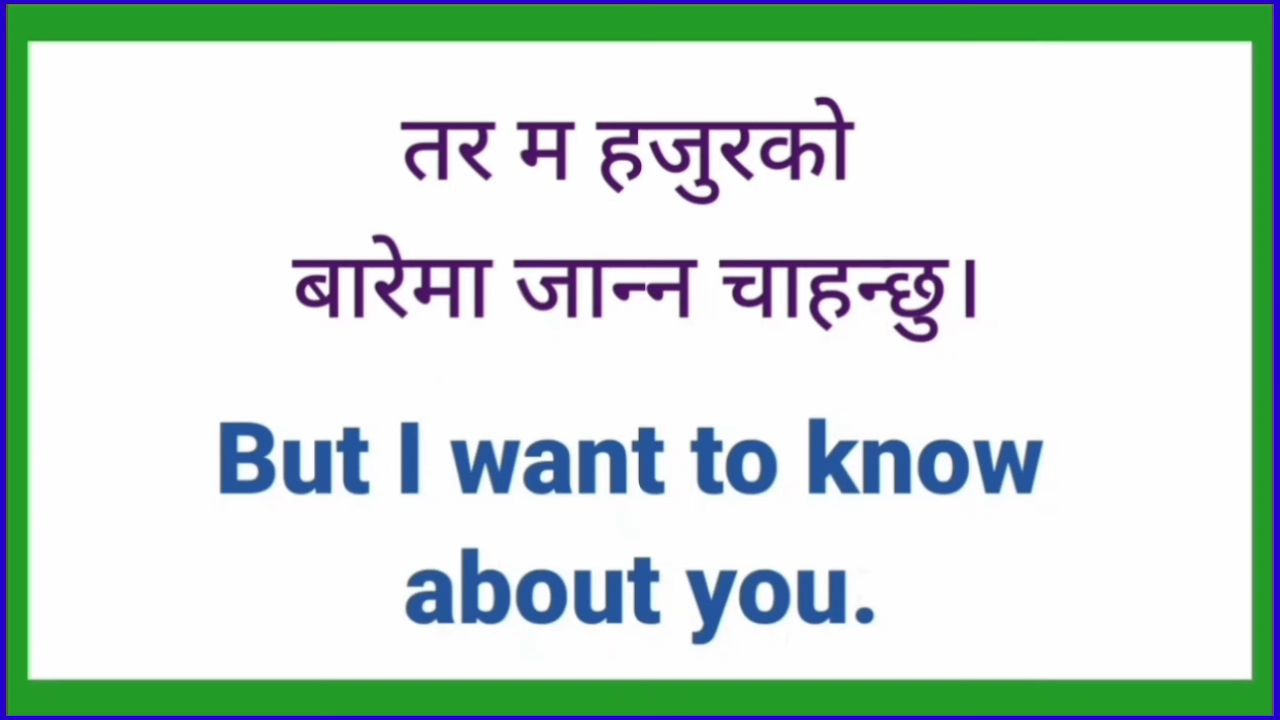 तर म हजुरको
बारेमा जान्न चाहन्छु।
But I want to know
about you.